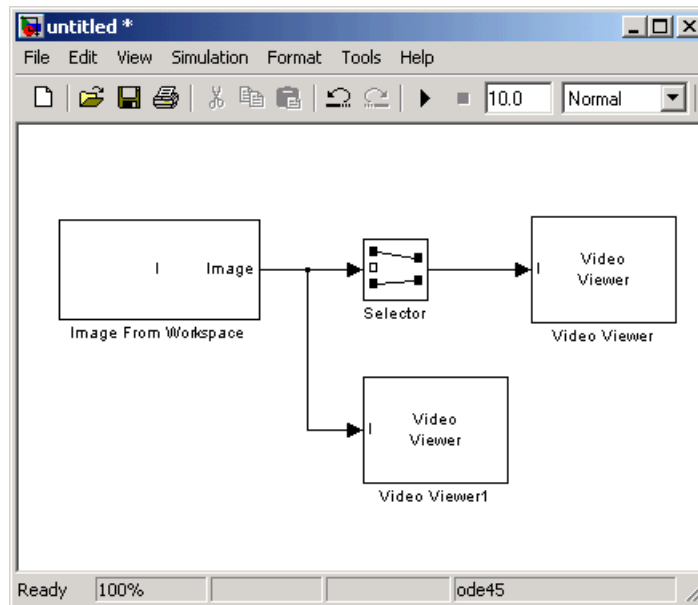 untitled *
File Edit View Simulation Format Tools Help
10.0 Normal
I Image
Image From Workspace
Selector
I Video
Viewer
Video Viewer
I Video
Viewer
Video Viewer1
Ready 100% ode45